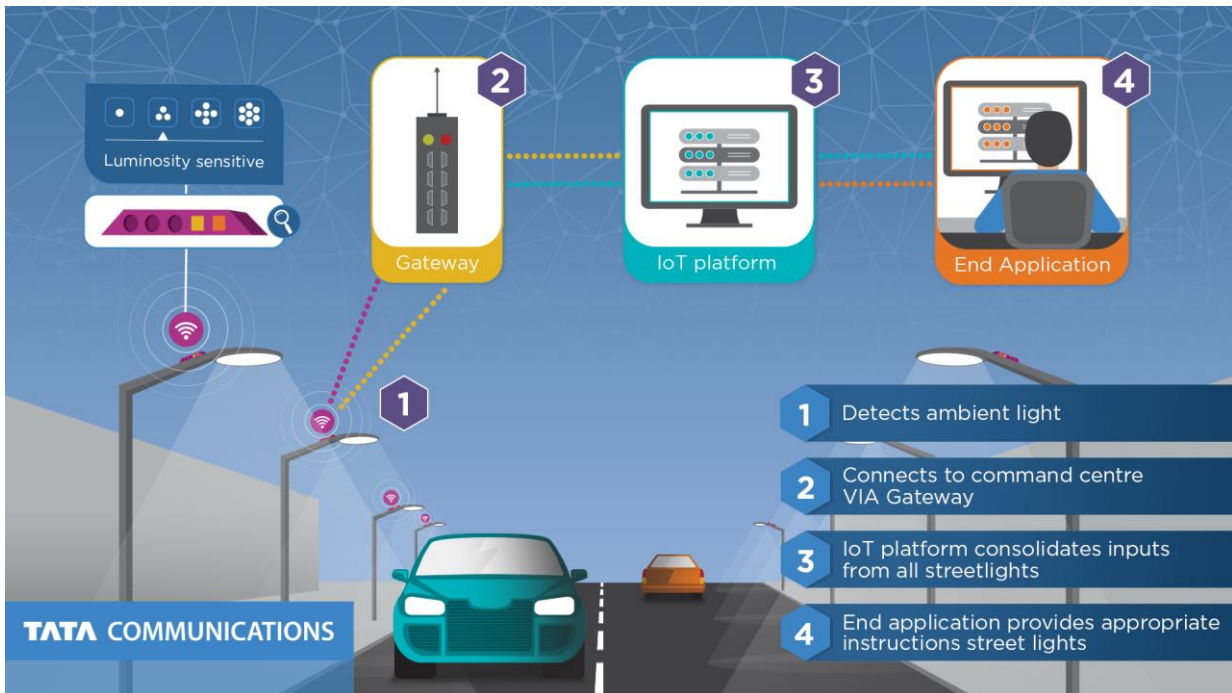 Luminosity sensitive
2
Gateway
3
IoT platform
4
End Application
1
1 Detects ambient light
2 Connects to command centre
VIA Gateway
3 IoT platform consolidates inputs
from all streetlights
4 End application provides appropriate
instructions street lights
TATA COMMUNICATIONS